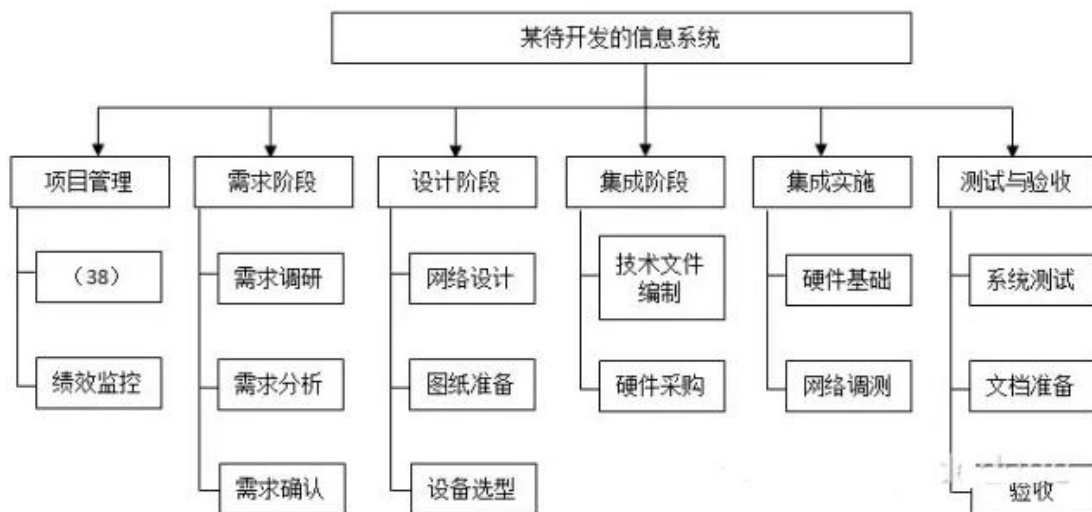 某待开发的信息系统
项目管理
需求阶段
设计阶段
集成阶段
集成实施
测试与验收
（38）
需求调研
网络设计
技术文件
编制
硬件基础
系统测试
绩效监控
需求分析
图纸准备
硬件采购
网络调测
文档准备
需求确认
设备选型
验收